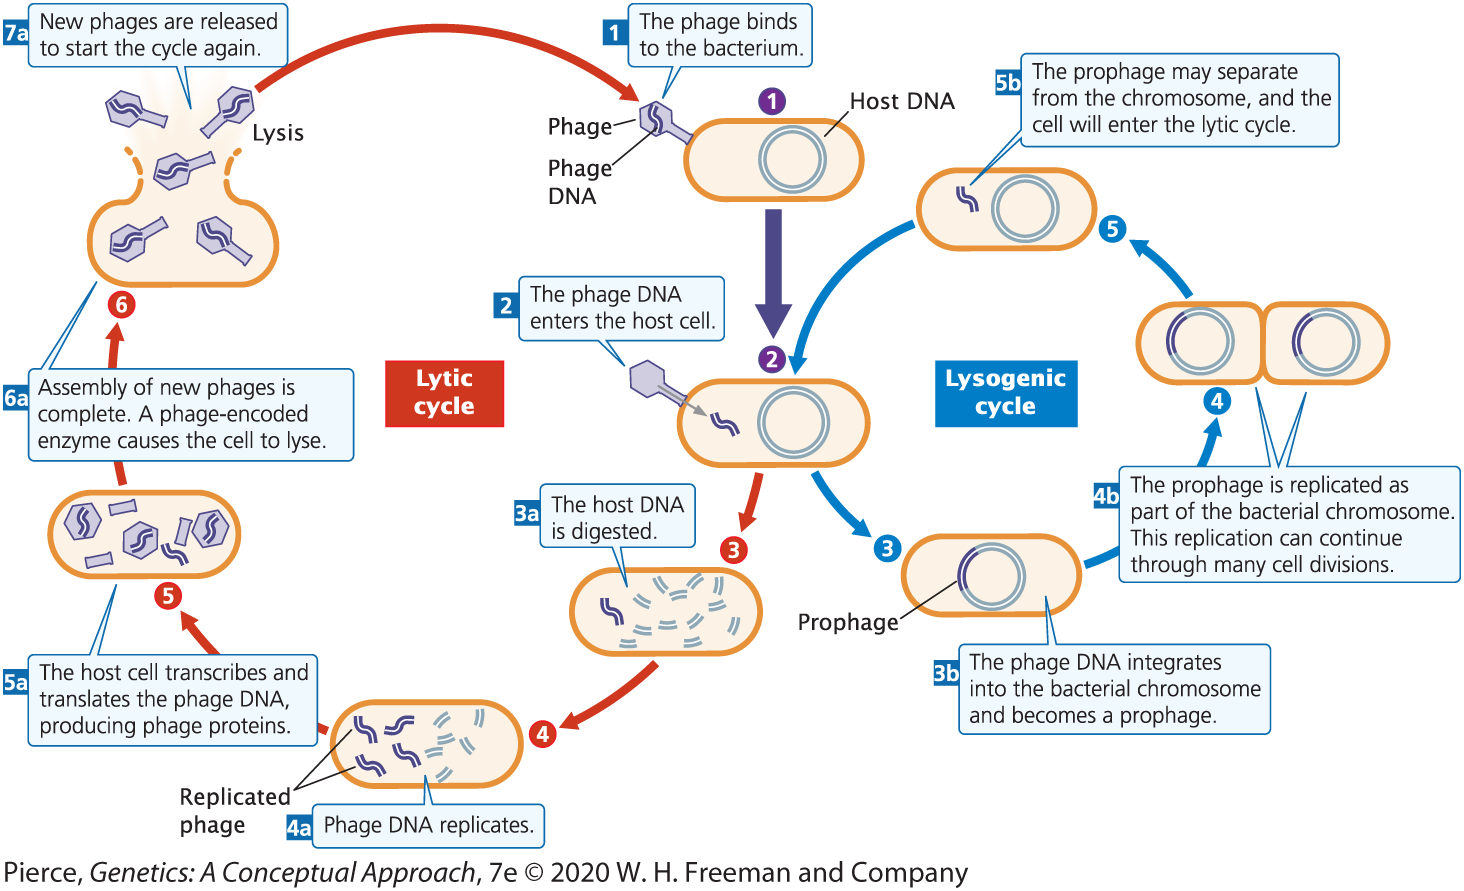 7a
New phages are released
to start the cycle again.
Lysis
1
The phage binds
to the bacterium.
1
Host DNA
Phage
Phage
DNA
5b
The prophage may separate
from the chromosome, and the
cell will enter the lytic cycle.
5
2
The phage DNA
enters the host cell.
2
Lytic
cycle
Lysogenic
cycle
6
6a
Assembly of new phages is
complete. A phage-encoded
enzyme causes the cell to lyse.
4
4b
The prophage is replicated as
part of the bacterial chromosome.
This replication can continue
through many cell divisions.
3a
The host DNA
is digested.
3
3
Prophage
3b
The phage DNA integrates
into the bacterial chromosome
and becomes a prophage.
5
5a
The host cell transcribes and
translates the phage DNA,
producing phage proteins.
4
Replicated
phage
4a
Phage DNA replicates.
Pierce, Genetics: A Conceptual Approach, 7e © 2020 W. H. Freeman and Company